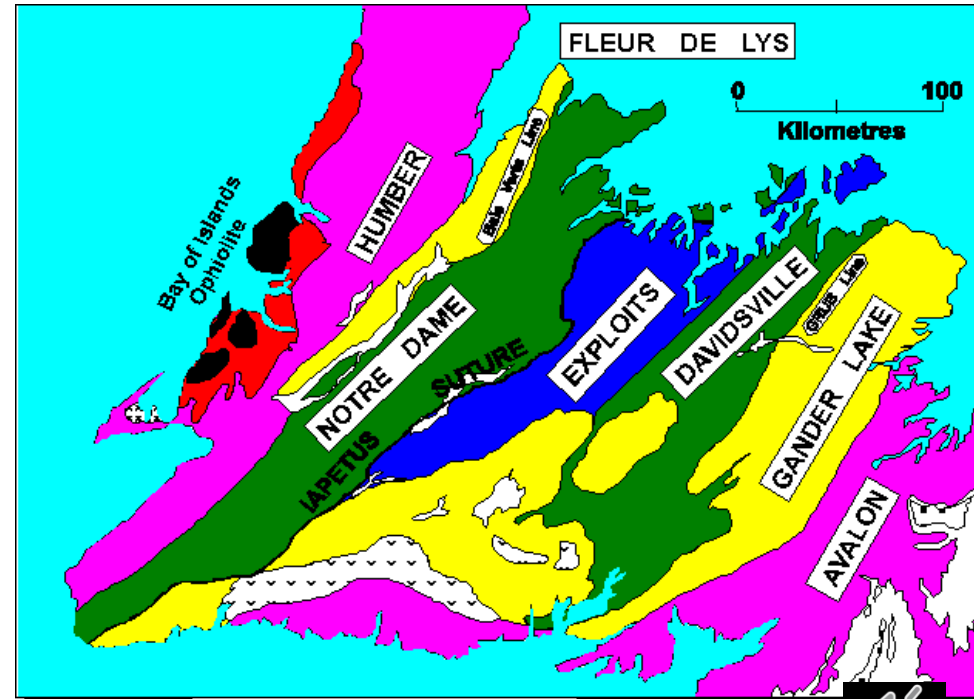 FLEUR DE LYS
0 100
Kilometres
Baie Verte Line
HUMBER
Bay of Islands
Ophiolite
NOTRE DAME
IAPETUS SUTURE
EXPLOITS
DAVIDSVILLE
GRUB Line
GANDER LAKE
AVALON